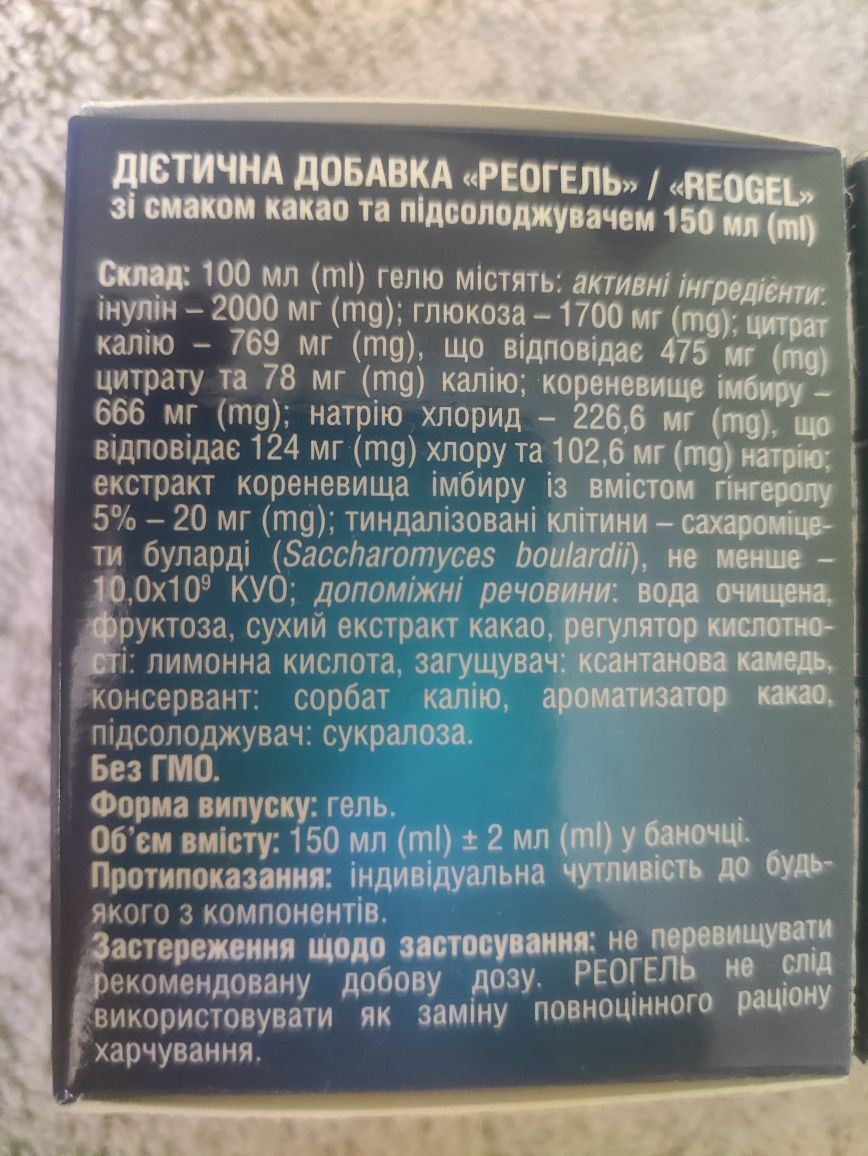 ДІЄТИЧНА ДОБАВКА «РЕОГЕЛЬ» / «REOGEL»
зі смаком какао та підсолоджувачем 150 мл (ml)
Склад: 100 мл (ml) гелю містять: активні інгредієнти:
інулін – 2000 мг (mg); глюкоза – 1700 мг (mg); цитрат
калію – 769 мг (mg), що відповідає 475 мг (mg)
цитрату та 78 мг (mg) калію; кореневище імбиру –
666 мг (mg); натрію хлорид – 226,6 мг (mg), що
відповідає 124 мг (mg) хлору та 102,6 мг (mg) натрію;
екстракт кореневища імбиру із вмістом гінгеролу
5% – 20 мг (mg); тиндалізовані клітини – сахароміце-
ти буларді (Saccharomyces boulardii), не менше –
10,0х10⁹ КУО; допоміжні речовини: вода очищена,
фруктоза, сухий екстракт какао, регулятор кислотно-
сті: лимонна кислота, загущувач: ксантанова камедь,
консервант: сорбат калію, ароматизатор какао,
підсолоджувач: сукралоза.
Без ГМО.
Форма випуску: гель.
Об'єм вмісту: 150 мл (ml) ± 2 мл (ml) у баночці.
Протипоказання: індивідуальна чутливість до будь-
якого з компонентів.
Застереження щодо застосування: не перевищувати
рекомендовану добову дозу. РЕОГЕЛЬ не слід
використовувати як заміну повноцінного раціону
харчування.